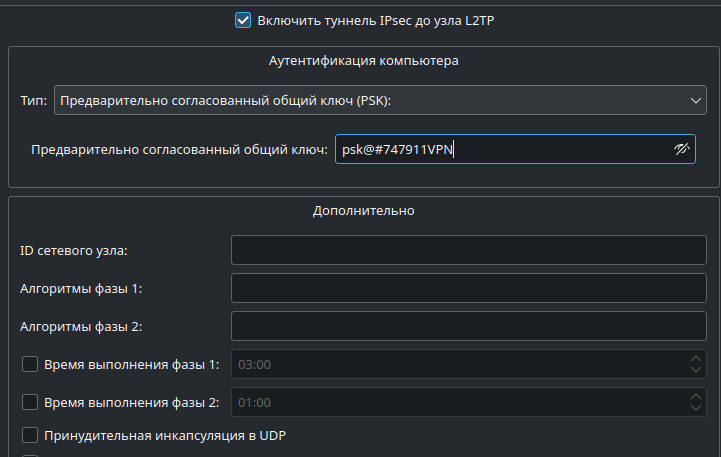 Включить туннель IPsec до узла L2TP
Аутентификация компьютера
Тип: Предварительно согласованный общий ключ (PSK):
Предварительно согласованный общий ключ: psk@#747911VPN
Дополнительно
ID сетевого узла:
Алгоритмы фазы 1:
Алгоритмы фазы 2:
Время выполнения фазы 1: 03:00
Время выполнения фазы 2: 01:00
Принудительная инкапсуляция в UDP